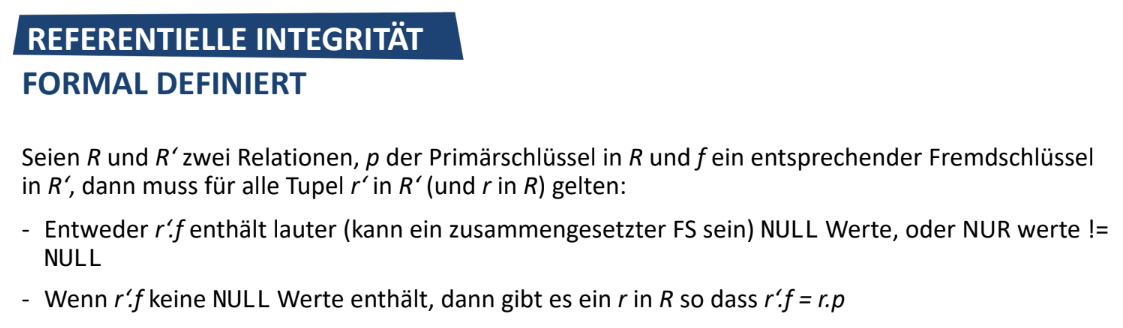 REFERENTIELLE INTEGRITÄT
FORMAL DEFINIERT
Seien R und R‘ zwei Relationen, p der Primärschlüssel in R und f ein entsprechender Fremdschlüssel
in R‘, dann muss für alle Tupel r‘ in R‘ (und r in R) gelten:
- Entweder r‘.f enthält lauter (kann ein zusammengesetzter FS sein) NULL Werte, oder NUR werte !=
NULL
- Wenn r‘.f keine NULL Werte enthält, dann gibt es ein r in R so dass r‘.f = r.p